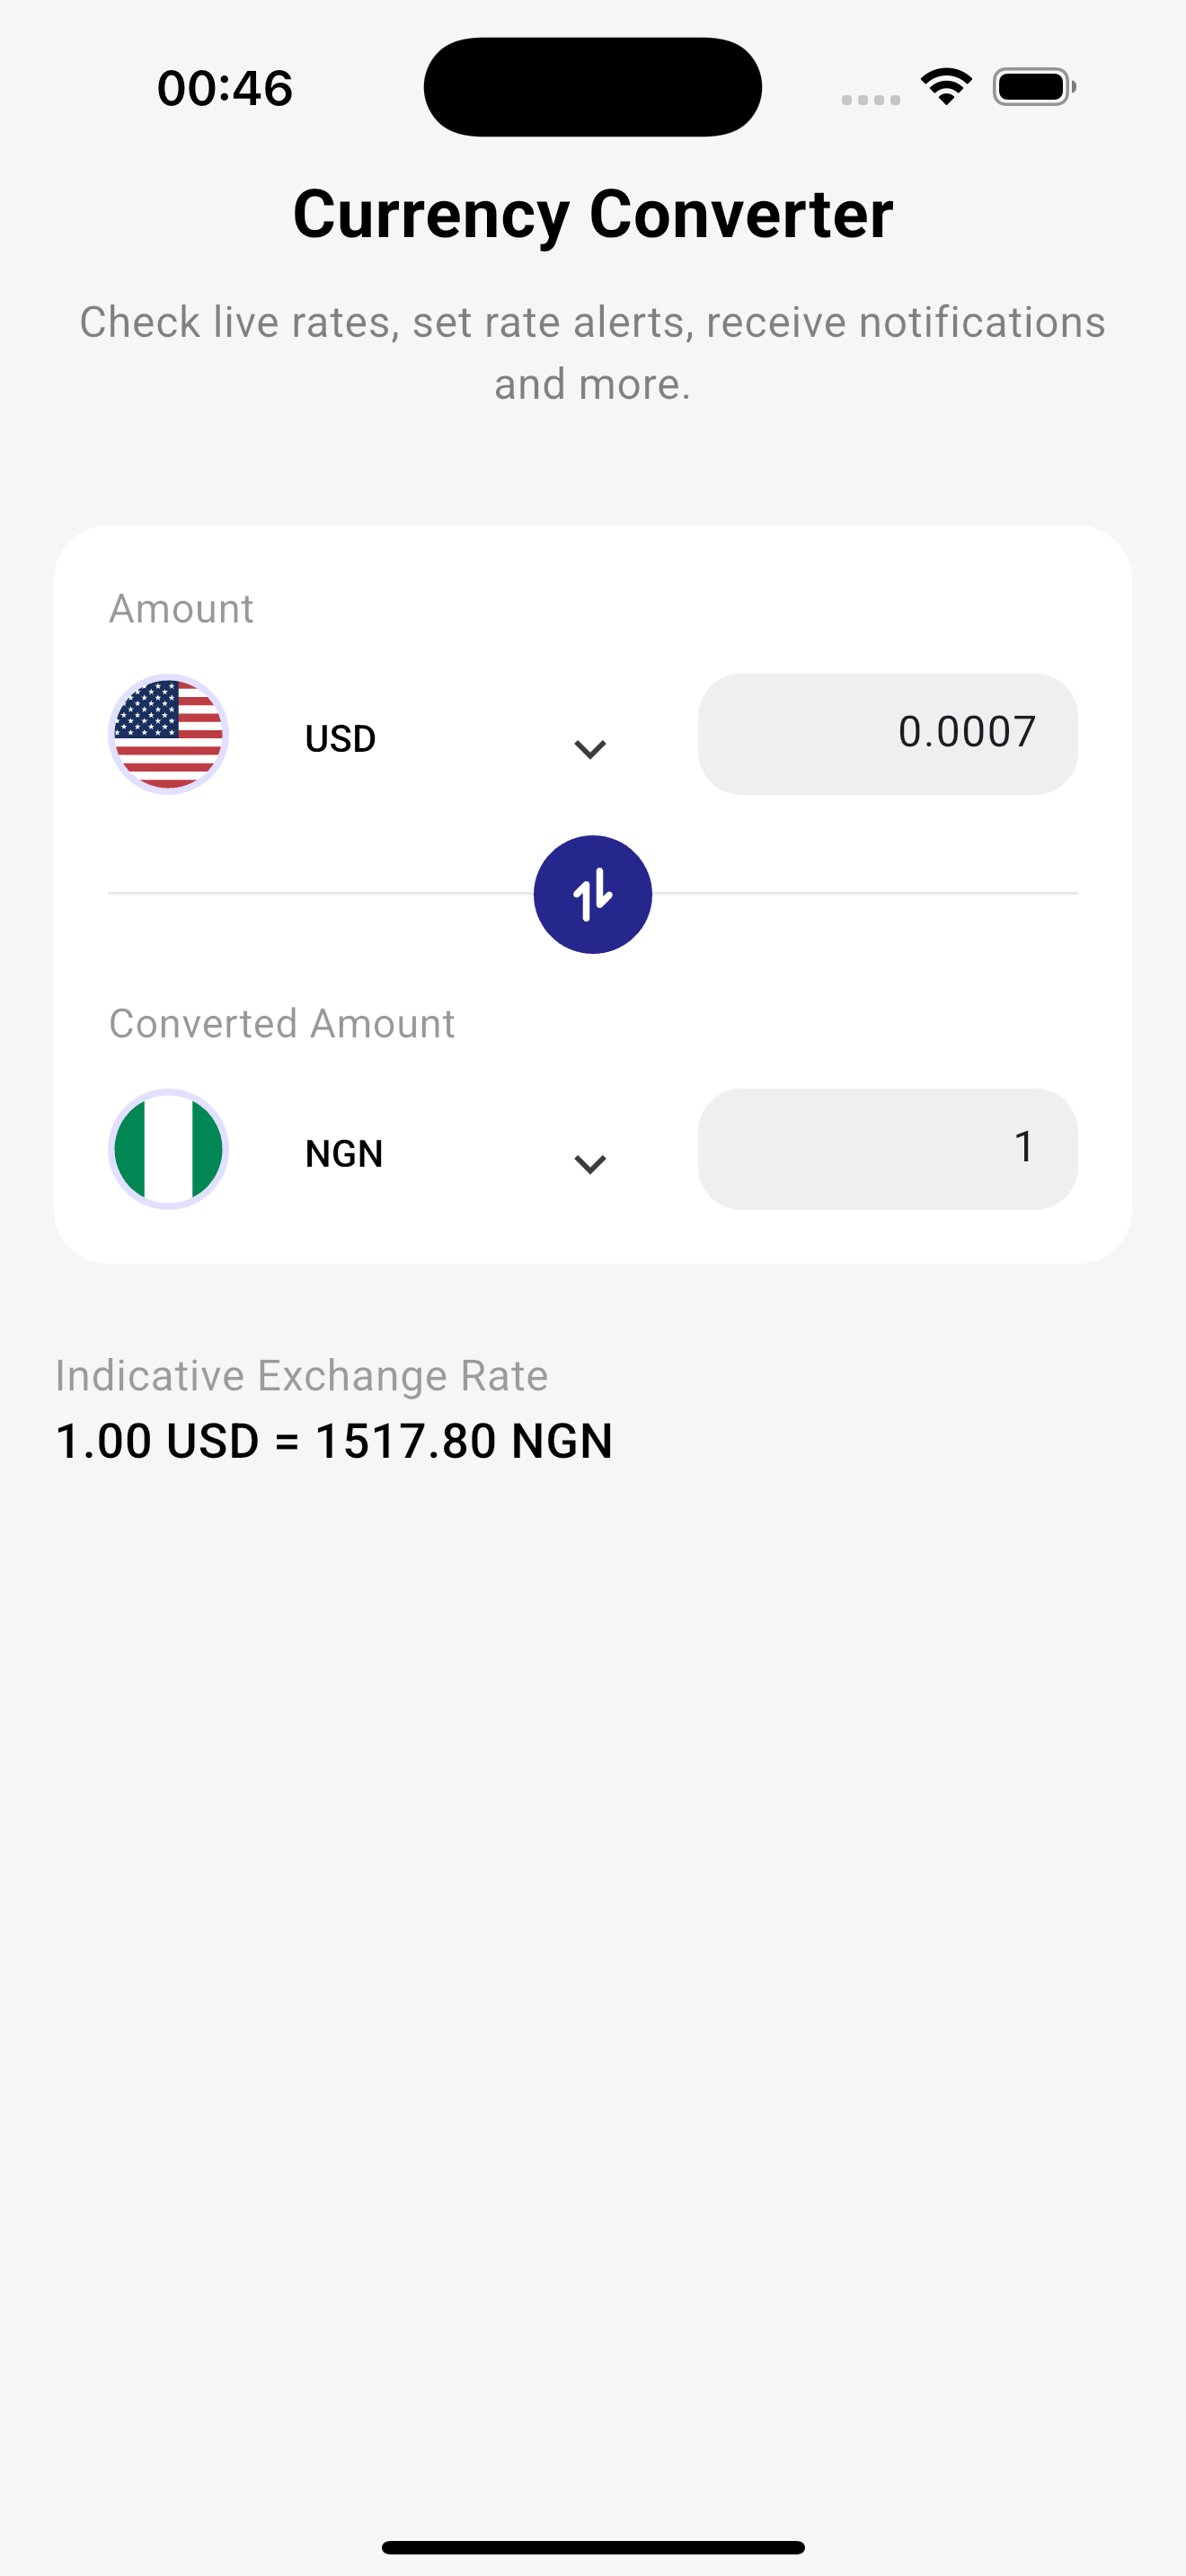 00:46
Currency Converter
Check live rates, set rate alerts, receive notifications
and more.
Amount
USD
0.0007
Converted Amount
NGN
1
Indicative Exchange Rate
1.00 USD = 1517.80 NGN